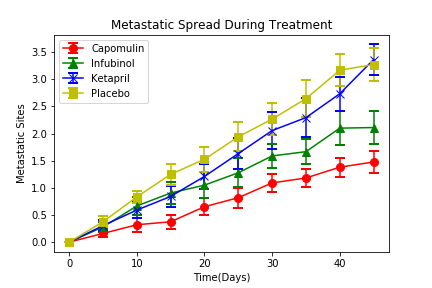 Metastatic Spread During Treatment
Capomulin
Infubinol
Ketapril
Placebo
Metastatic Sites
3.5
3.0
2.5
2.0
1.5
1.0
0.5
0.0
0 10 20 30 40
Time(Days)